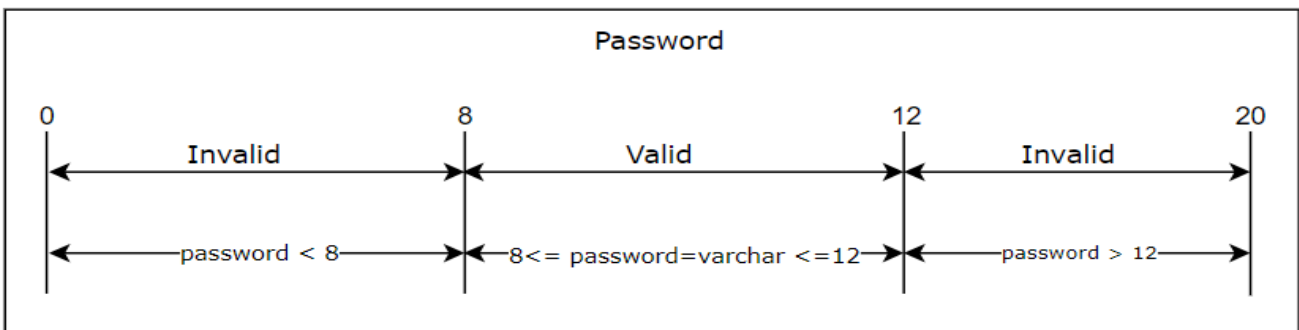 Password
0 8 12 20
Invalid Valid Invalid
password < 8 8<= password=varchar <=12 password > 12